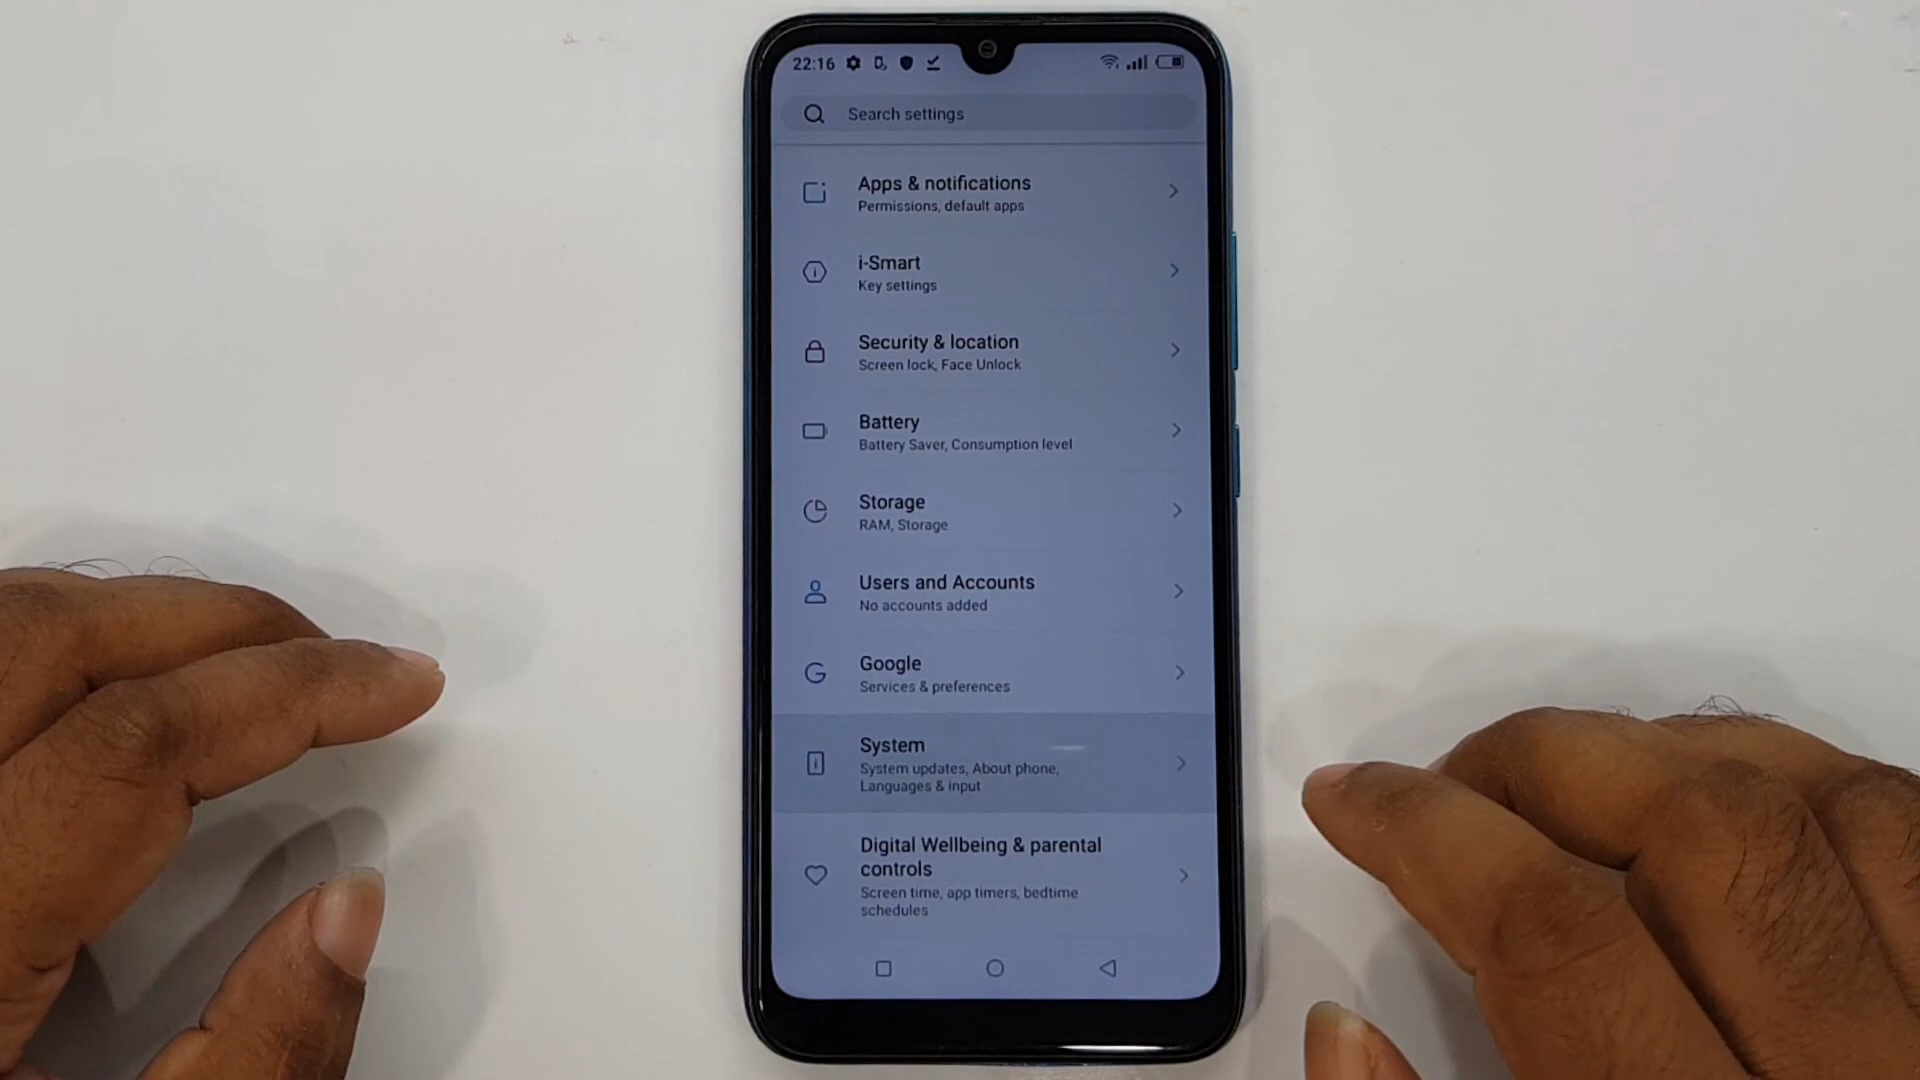 22:16
Search settings
Apps & notifications
Permissions, default apps
i-Smart
Key settings
Security & location
Screen lock, Face Unlock
Battery
Battery Saver, Consumption level
Storage
RAM, Storage
Users and Accounts
No accounts added
Google
Services & preferences
System
System updates, About phone,
Languages & input
Digital Wellbeing & parental
controls
Screen time, app timers, bedtime
schedules